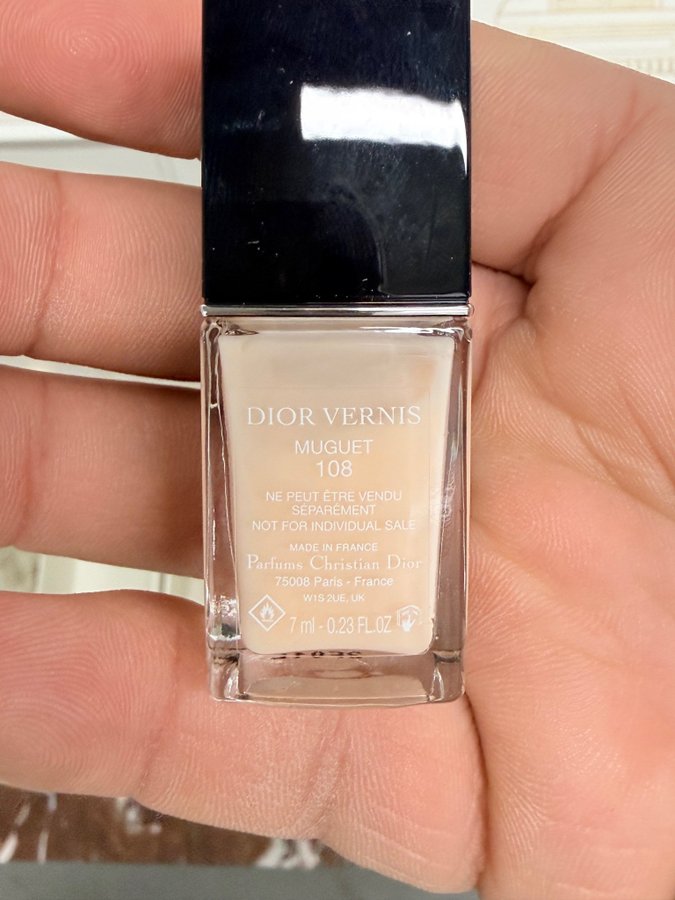 DIOR VERNIS
MUGUET
108
NE PEUT ÊTRE VENDU
SÉPARÉMENT
NOT FOR INDIVIDUAL SALE
MADE IN FRANCE
Parfums Christian Dior
75008 Paris - France
W1S 2UE, UK
7 ml - 0.23 FL.OZ